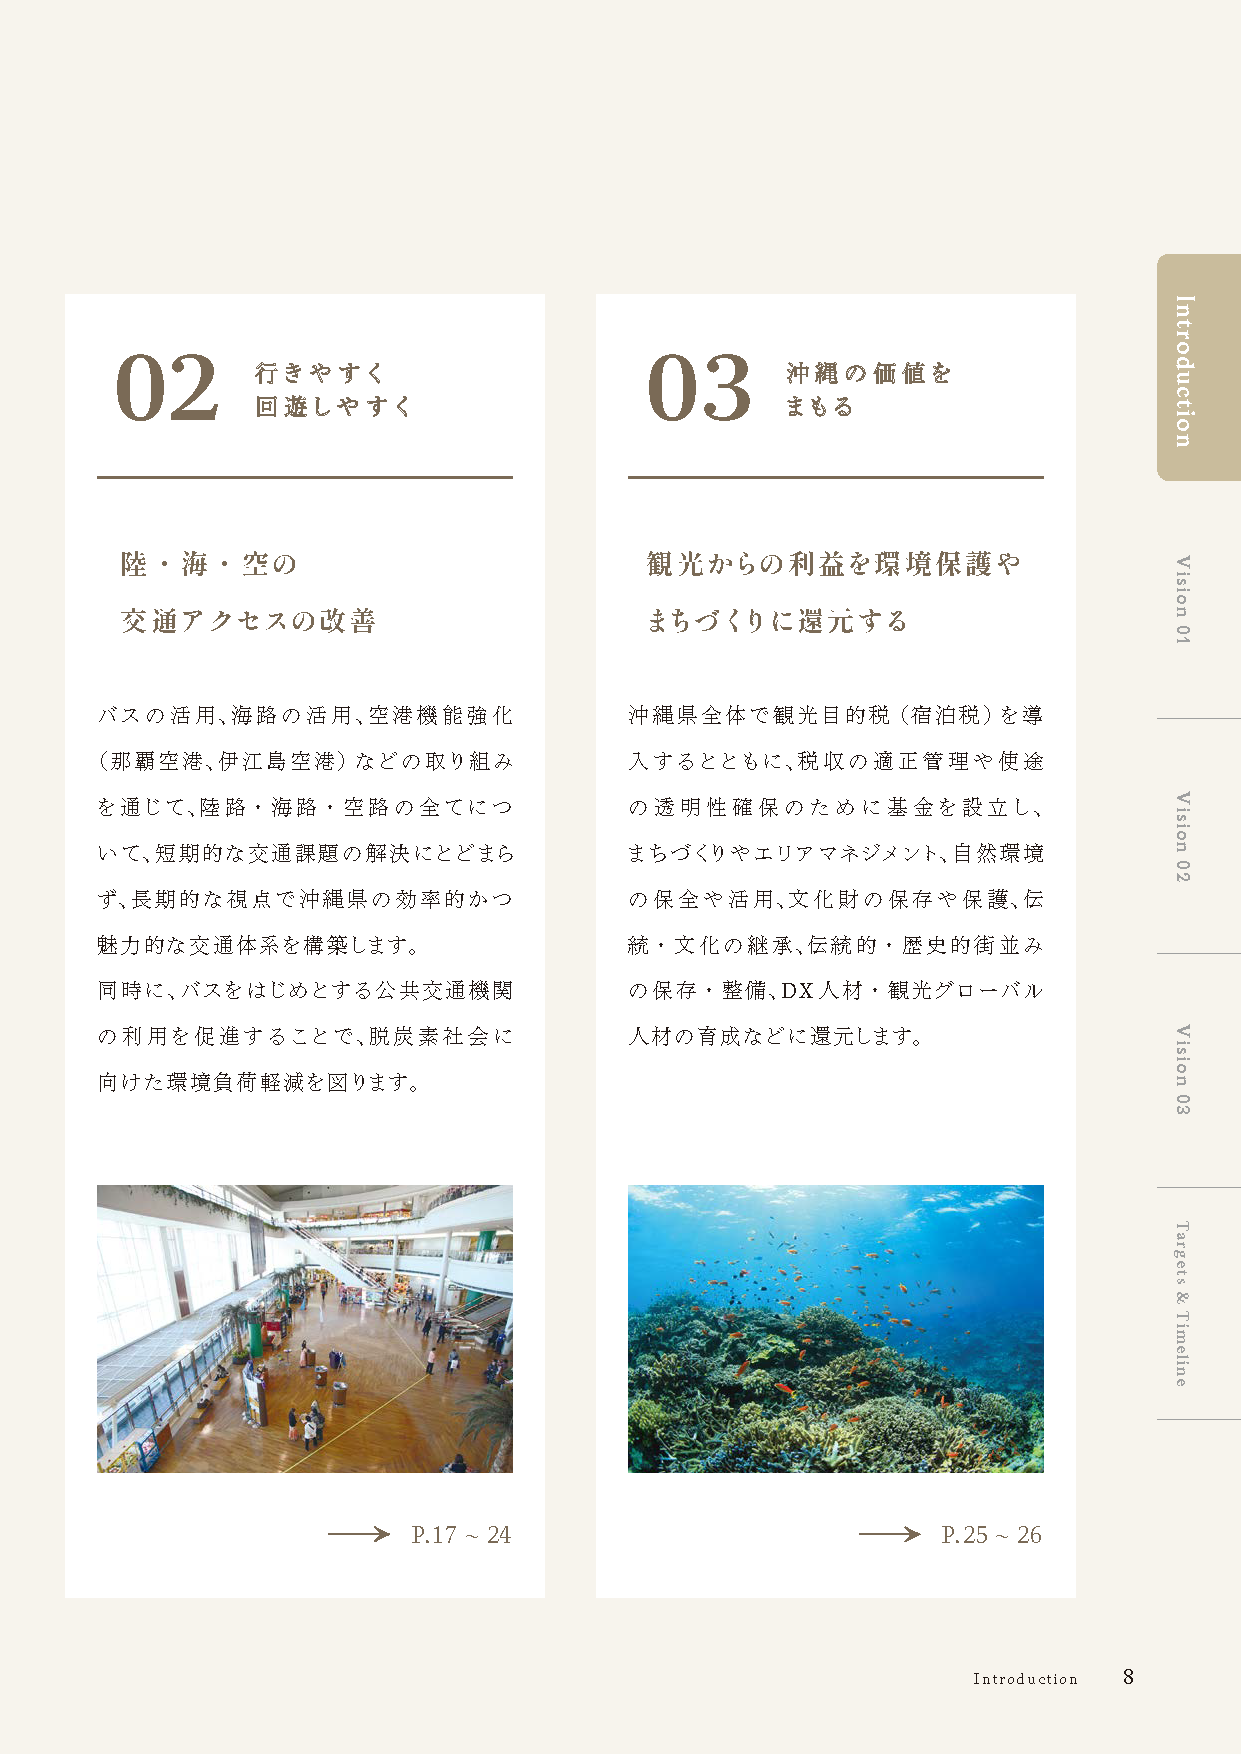 02
行きやすく
回遊しやすく
陸・海・空の
交通アクセスの改善
バスの活用、海路の活用、空港機能強化
（那覇空港、伊江島空港）などの取り組み
を通じて、陸路・海路・空路の全てにつ
いて、短期的な交通課題の解決にとどまら
ず、長期的な視点で沖縄県の効率的かつ
魅力的な交通体系を構築します。
同時に、バスをはじめとする公共交通機関
の利用を促進することで、脱炭素社会に
向けた環境負荷軽減を図ります。
P.17 ~ 24
03
沖縄の価値を
まもる
観光からの利益を環境保護や
まちづくりに還元する
沖縄県全体で観光目的税（宿泊税）を導
入するとともに、税収の適正管理や使途
の透明性確保のために基金を設立し、
まちづくりやエリアマネジメント、自然環境
の保全や活用、文化財の保存や保護、伝
統・文化の継承、伝統的・歴史的街並み
の保存・整備、DX人材・観光グローバル
人材の育成などに還元します。
P.25 ~ 26
Introduction
Vision 01
Vision 02
Vision 03
Targets & Timeline
Introduction 8